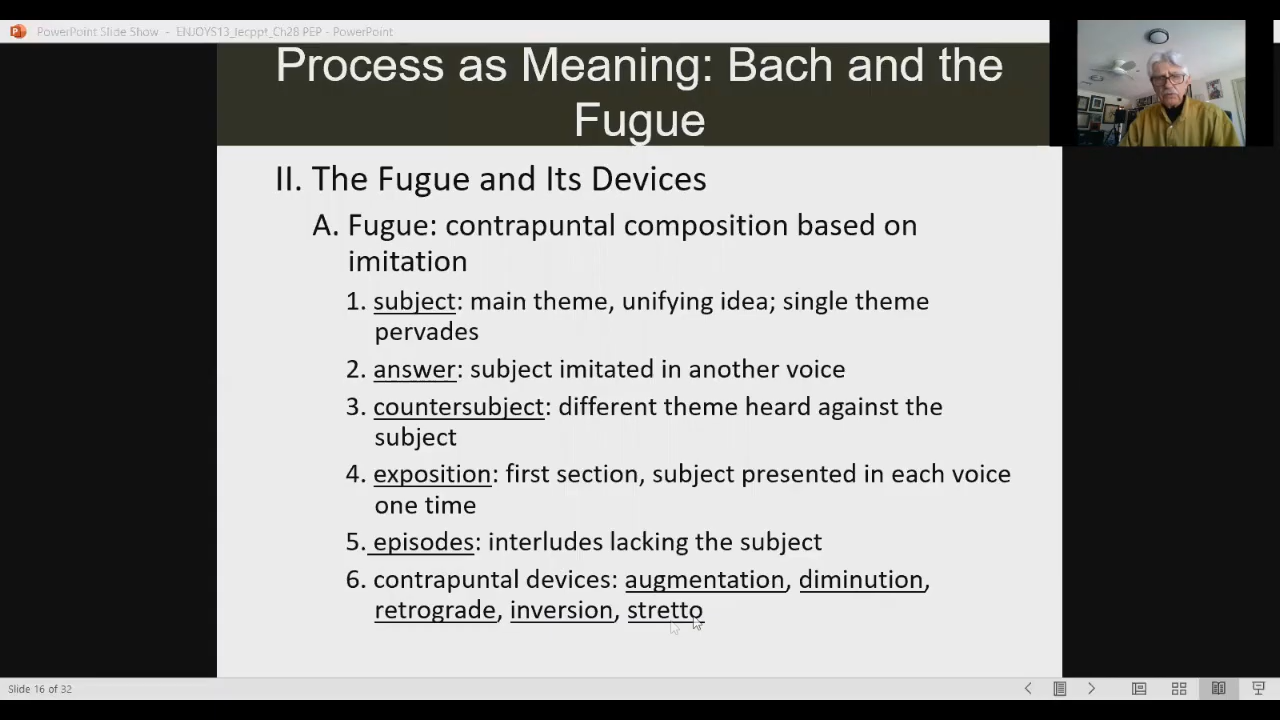 PowerPoint Slide Show - ENJOYS13_lecppt_Ch28 PEP - PowerPoint
Process as Meaning: Bach and the
Fugue
II. The Fugue and Its Devices
A. Fugue: contrapuntal composition based on
imitation
1. subject: main theme, unifying idea; single theme
pervades
2. answer: subject imitated in another voice
3. countersubject: different theme heard against the
subject
4. exposition: first section, subject presented in each voice
one time
5. episodes: interludes lacking the subject
6. contrapuntal devices: augmentation, diminution,
retrograde, inversion, stretto
Slide 16 of 32